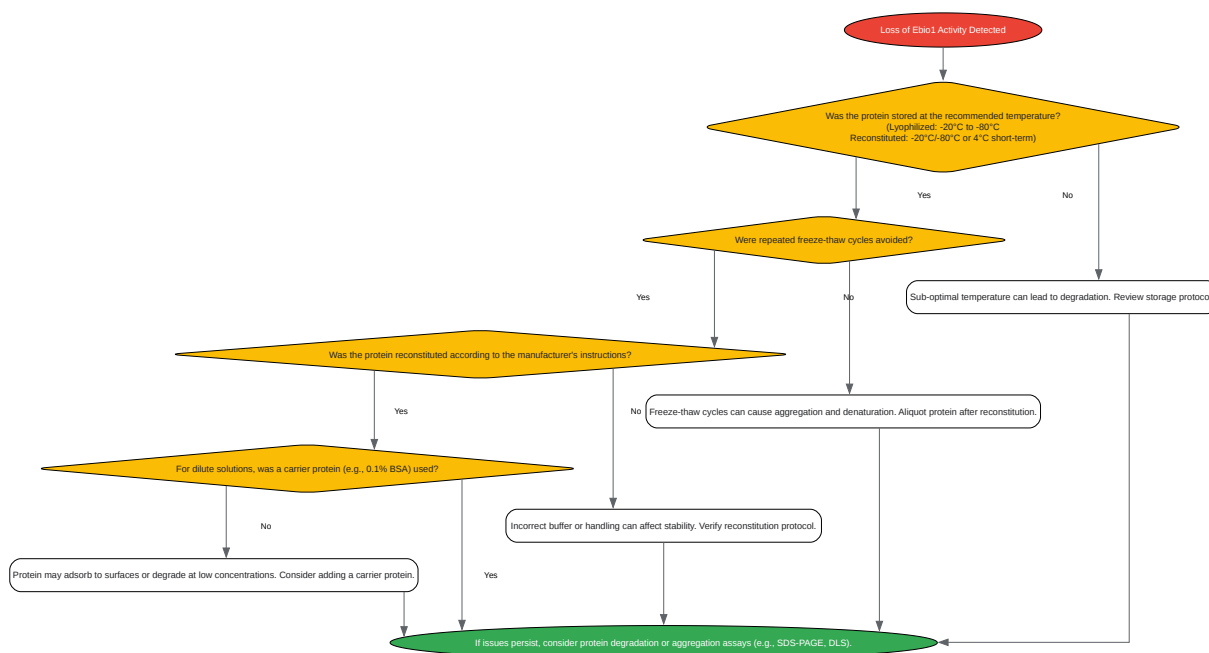 Loss of Ebio1 Activity Detected
Was the protein stored at the recommended temperature?
(Lyophilized: -20°C to -80°C
Reconstituted: -20°C/-80°C or 4°C short-term)
Yes
No
Were repeated freeze-thaw cycles avoided?
Yes
No
Sub-optimal temperature can lead to degradation. Review storage protoco
Was the protein reconstituted according to the manufacturer's instructions?
Yes
No
Freeze-thaw cycles can cause aggregation and denaturation. Aliquot protein after reconstitution.
For dilute solutions, was a carrier protein (e.g., 0.1% BSA) used?
No
Incorrect buffer or handling can affect stability. Verify reconstitution protocol.
Protein may adsorb to surfaces or degrade at low concentrations. Consider adding a carrier protein.
Yes
If issues persist, consider protein degradation or aggregation assays (e.g., SDS-PAGE, DLS).